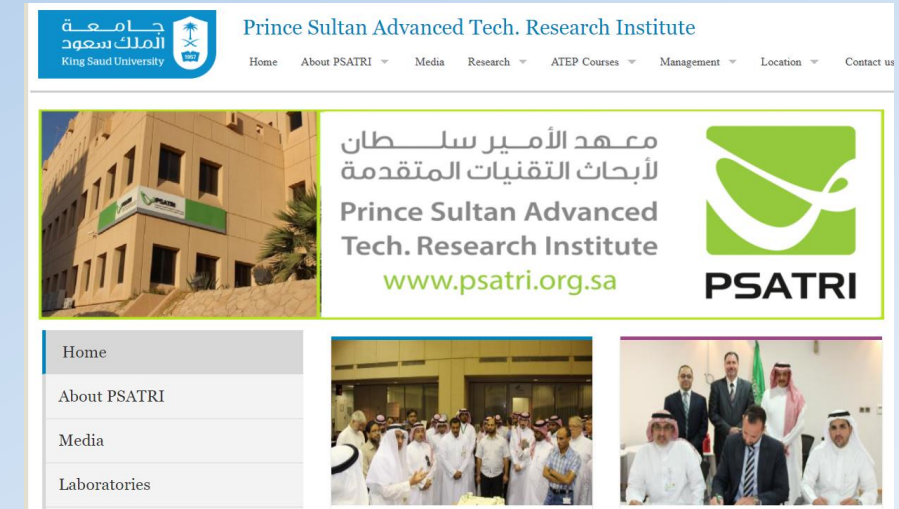 جامعة
الملك سعود
King Saud University
1957
Prince Sultan Advanced Tech. Research Institute
Home About PSATRI Media Research ATEP Courses Management Location Contact us
PSATRI
معهد الأمير سلطان
لأبحاث التقنيات المتقدمة
Prince Sultan Advanced
Tech. Research Institute
www.psatri.org.sa
PSATRI
Home
About PSATRI
Media
Laboratories